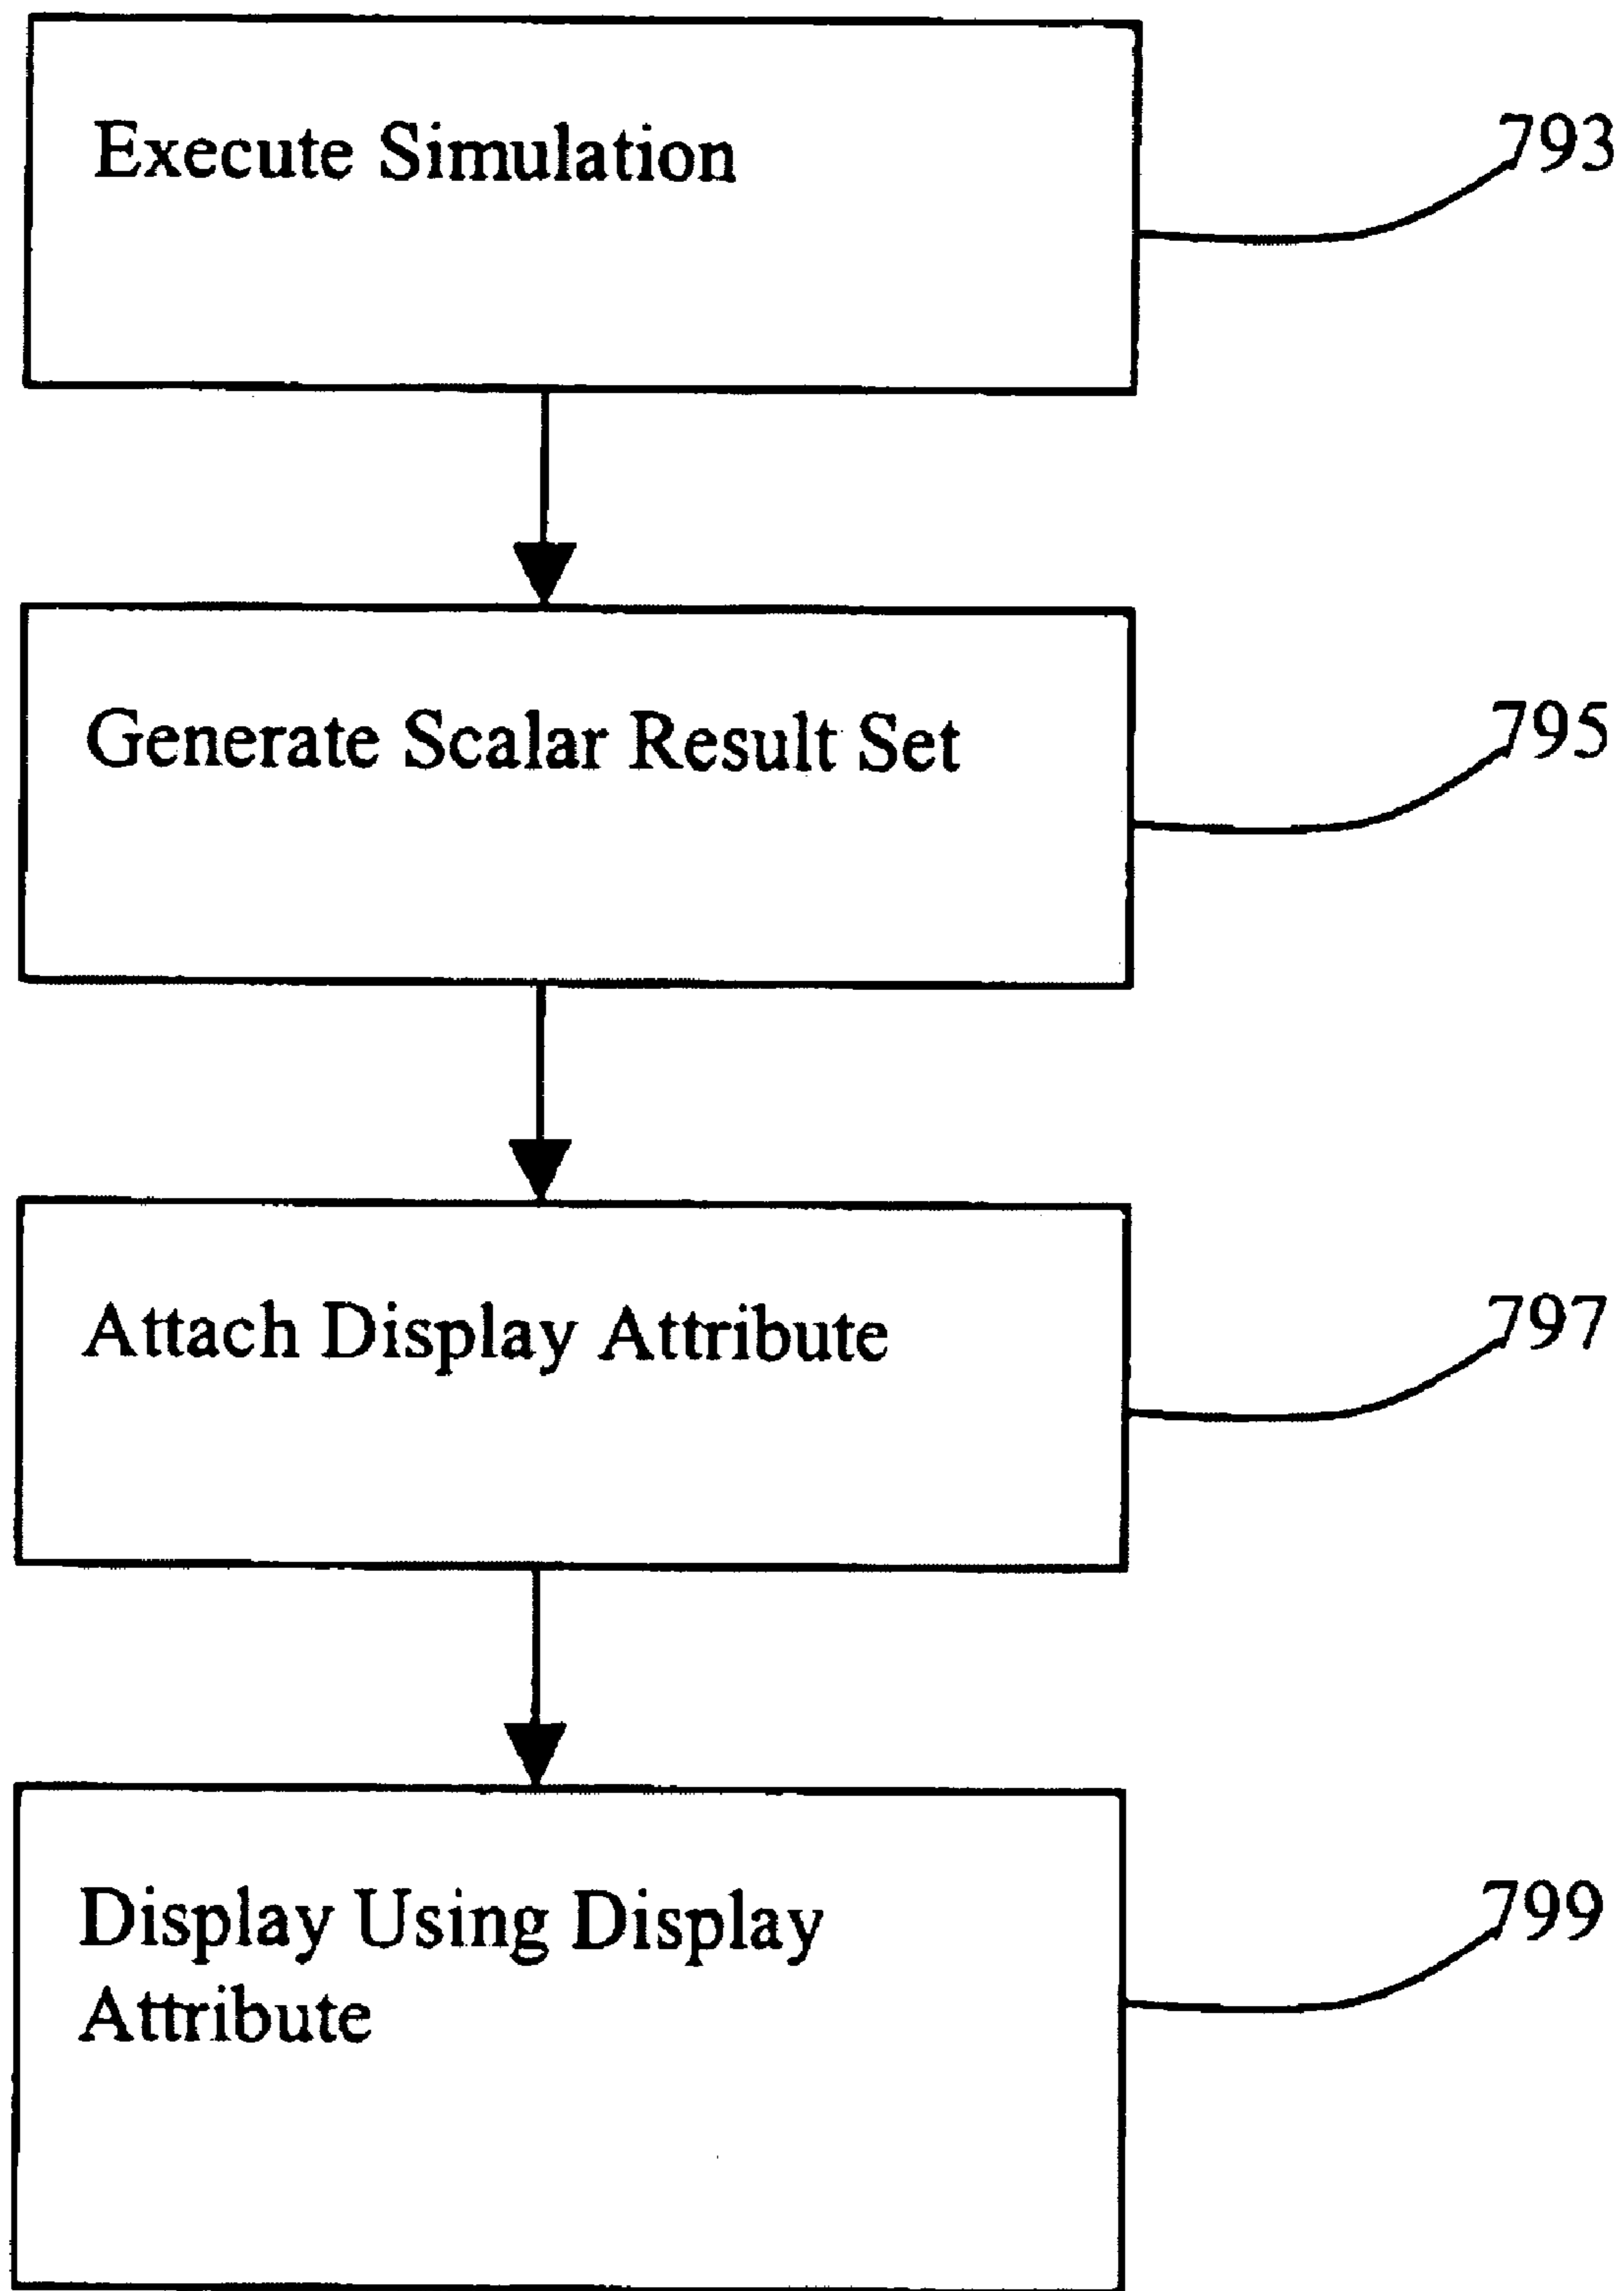 Execute Simulation
793
Generate Scalar Result Set
795
Attach Display Attribute
797
Display Using Display
Attribute
799